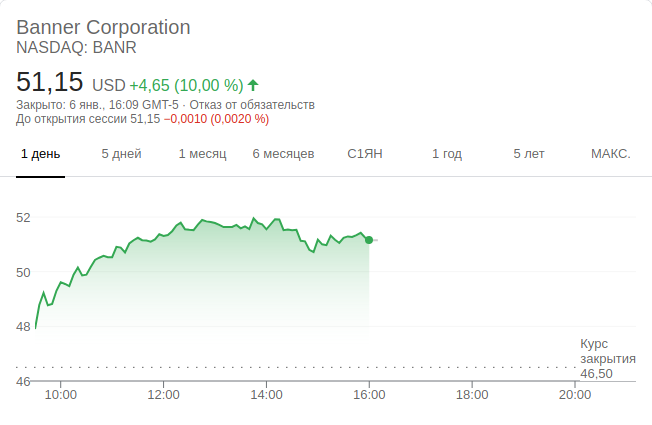 Banner Corporation
NASDAQ: BANR
51,15 USD +4,65 (10,00 %)
Закрыто: 6 янв., 16:09 GMT-5 · Отказ от обязательств
До открытия сессии 51,15 −0,0010 (0,0020 %)
1 день 5 дней 1 месяц 6 месяцев С1ЯН 1 год 5 лет МАКС.
52
50
48
Курс
закрытия
46,50
46
10:00 12:00 14:00 16:00 18:00 20:00